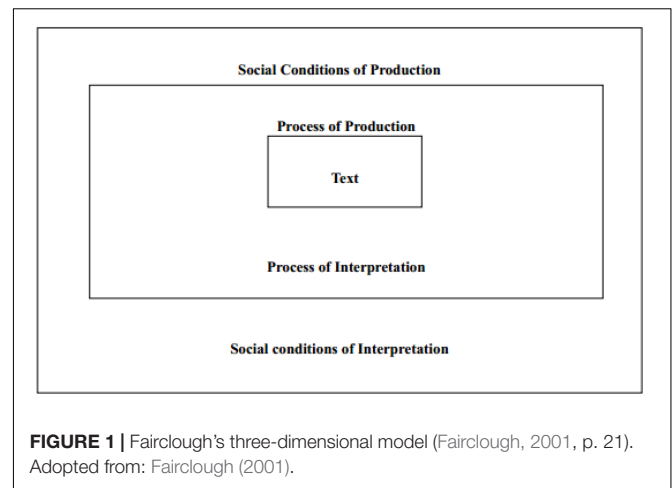 Social Conditions of Production
Process of Production
Text
Process of Interpretation
Social conditions of Interpretation
FIGURE 1 | Fairclough's three-dimensional model (Fairclough, 2001, p. 21).
Adopted from: Fairclough (2001).